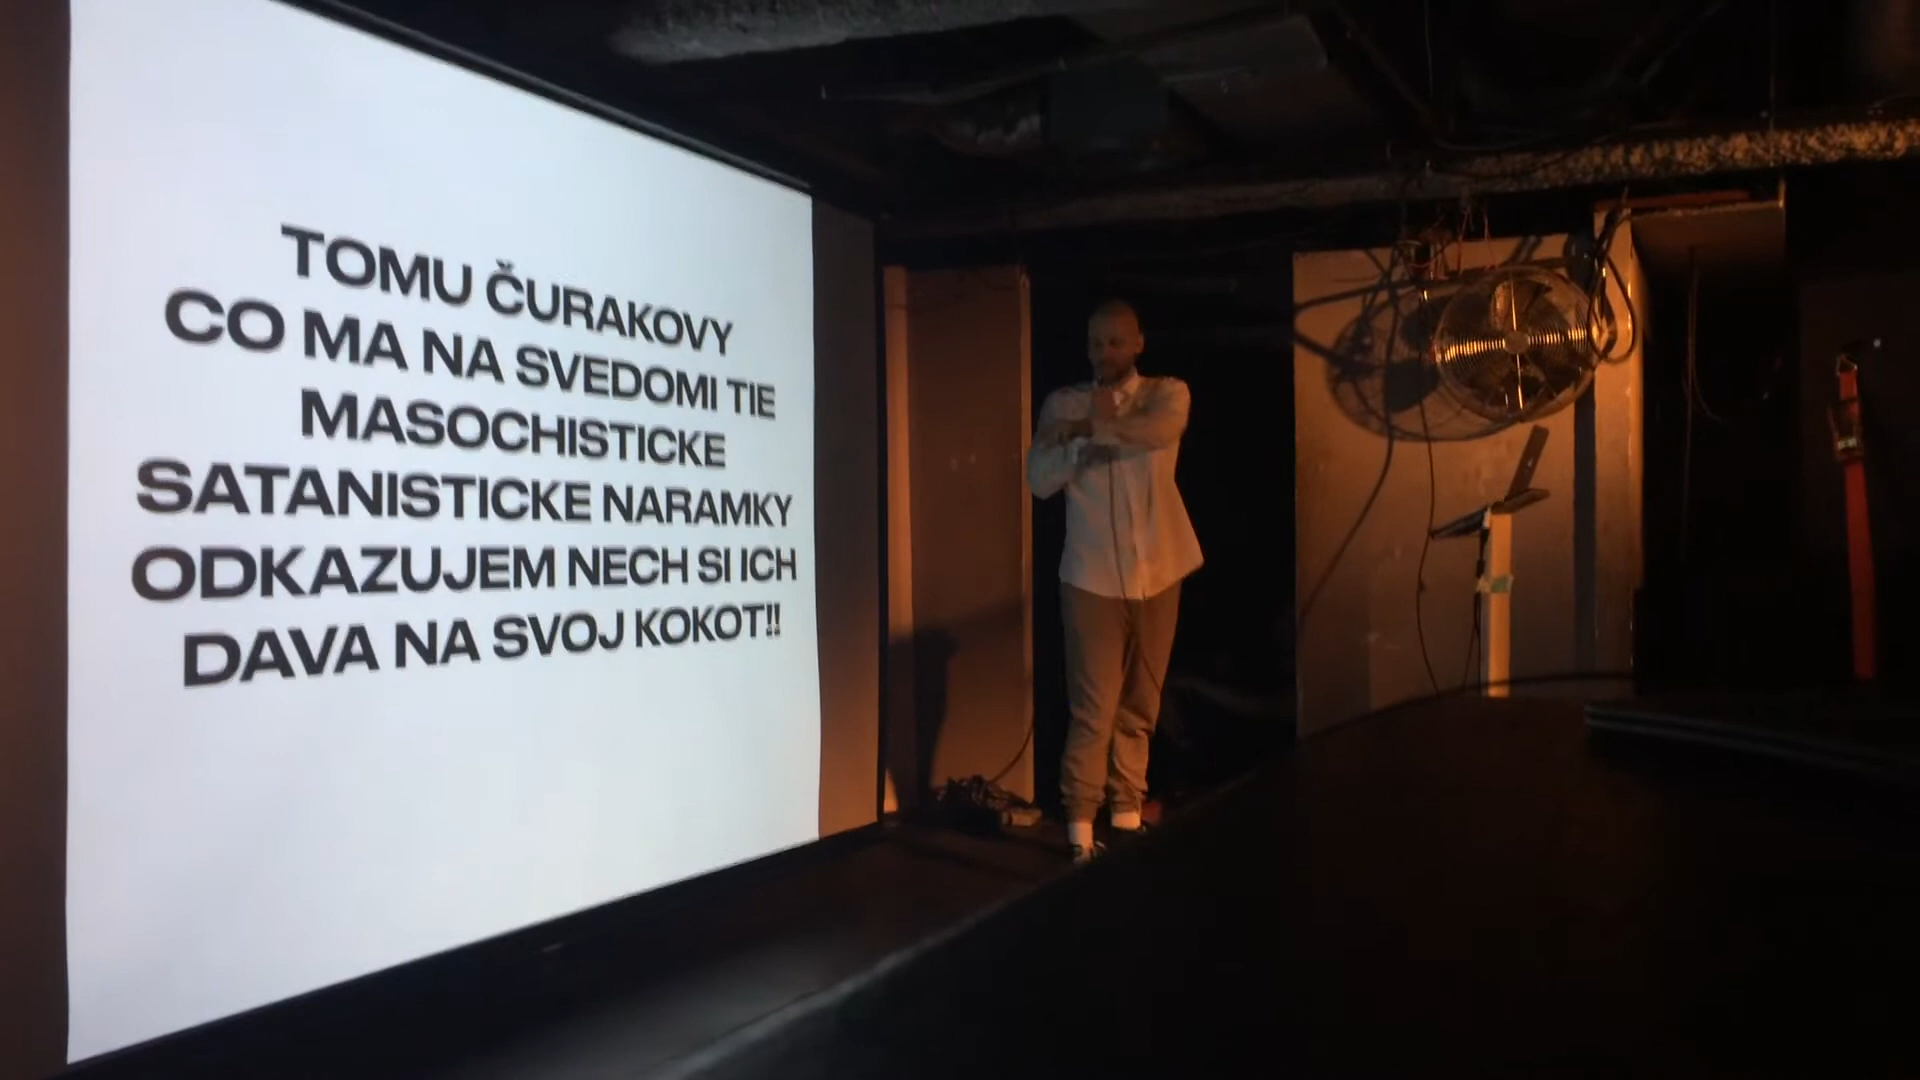 TOMU ČURAKOVY
CO MA NA SVEDOMI TIE
MASOCHISTICKE
SATANISTICKE NARAMKY
ODKAZUJEM NECH SI ICH
DAVA NA SVOJ KOKOT!!